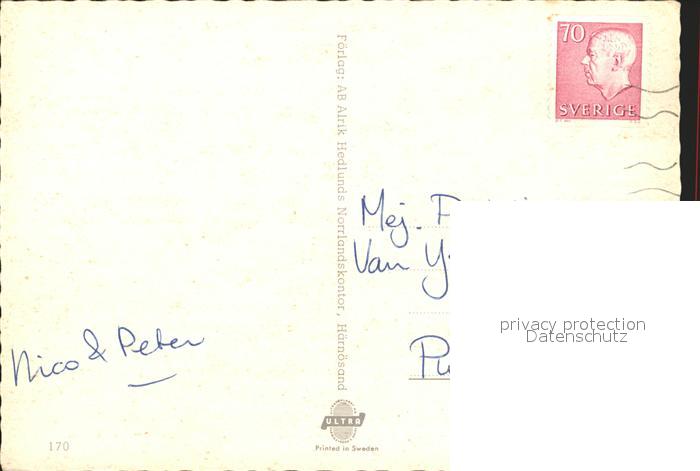 70
SVERIGE
Förlag: AB Alrik Hedlunds Norrlandskontor, Härnösand
Mej. F
Van Y
Pu
privacy protection
Datenschutz
Nico & Peter
ULTRA
Printed in Sweden
170